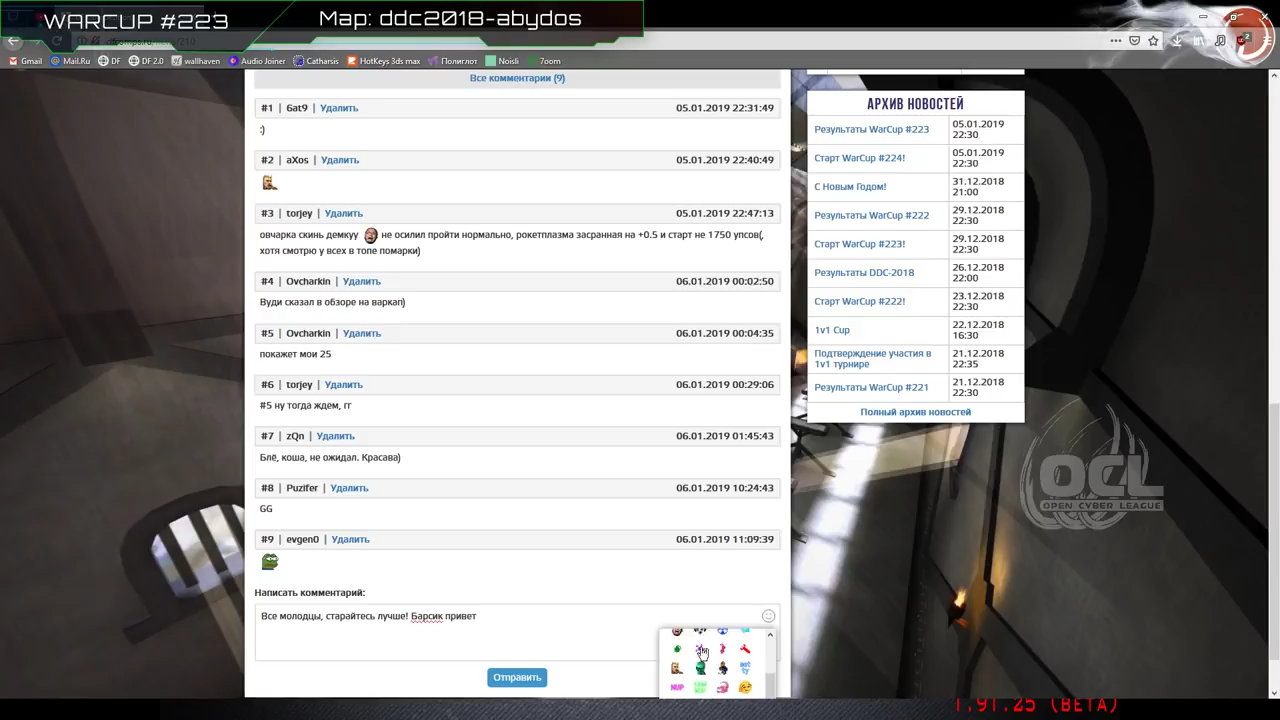 WARCUP #223
Map: ddc2018-abydos
Gmail
Mail.Ru
DF
DF 2.0
wallhaven
Audio Joiner
Catharsis
HotKeys 3ds max
Полиглот
Noisli
7oom
2
Все комментарии (9)
#1 | 6at9 | Удалить 05.01.2019 22:31:49
:)
#2 | aXos | Удалить 05.01.2019 22:40:49
#3 | torjey | Удалить 05.01.2019 22:47:13
овчарка скинь демкуу не осилил пройти нормально, рокетплазма засранная на +0.5 и старт не 1750 упсов(,
хотя смотрю у всех в топе помарки)
#4 | Ovcharkin | Удалить 06.01.2019 00:02:50
Вуди сказал в обзоре на варкап)
#5 | Ovcharkin | Удалить 06.01.2019 00:04:35
покажет мои 25
#6 | torjey | Удалить 06.01.2019 00:29:06
#5 ну тогда ждем, гг
#7 | zQn | Удалить 06.01.2019 01:45:43
Блё, коша, не ожидал. Красава)
#8 | Puzifer | Удалить 06.01.2019 10:24:43
GG
#9 | evgen0 | Удалить 06.01.2019 11:09:39
Написать комментарий:
Все молодцы, старайтесь лучше! Барсик привет
NUP
Отправить
АРХИВ НОВОСТЕЙ
Результаты WarCup #223 05.01.2019
22:30
Старт WarCup #224! 05.01.2019
22:30
С Новым Годом! 31.12.2018
21:00
Результаты WarCup #222 29.12.2018
22:30
Старт WarCup #223! 29.12.2018
22:30
Результаты DDC-2018 26.12.2018
22:00
Старт WarCup #222! 23.12.2018
22:30
1v1 Cup 22.12.2018
16:30
Подтверждение участия в 21.12.2018
1v1 турнире 22:35
Результаты WarCup #221 21.12.2018
22:30
Полный архив новостей
OCL
OPEN CYBER LEAGUE
1.91.25 (BETA)